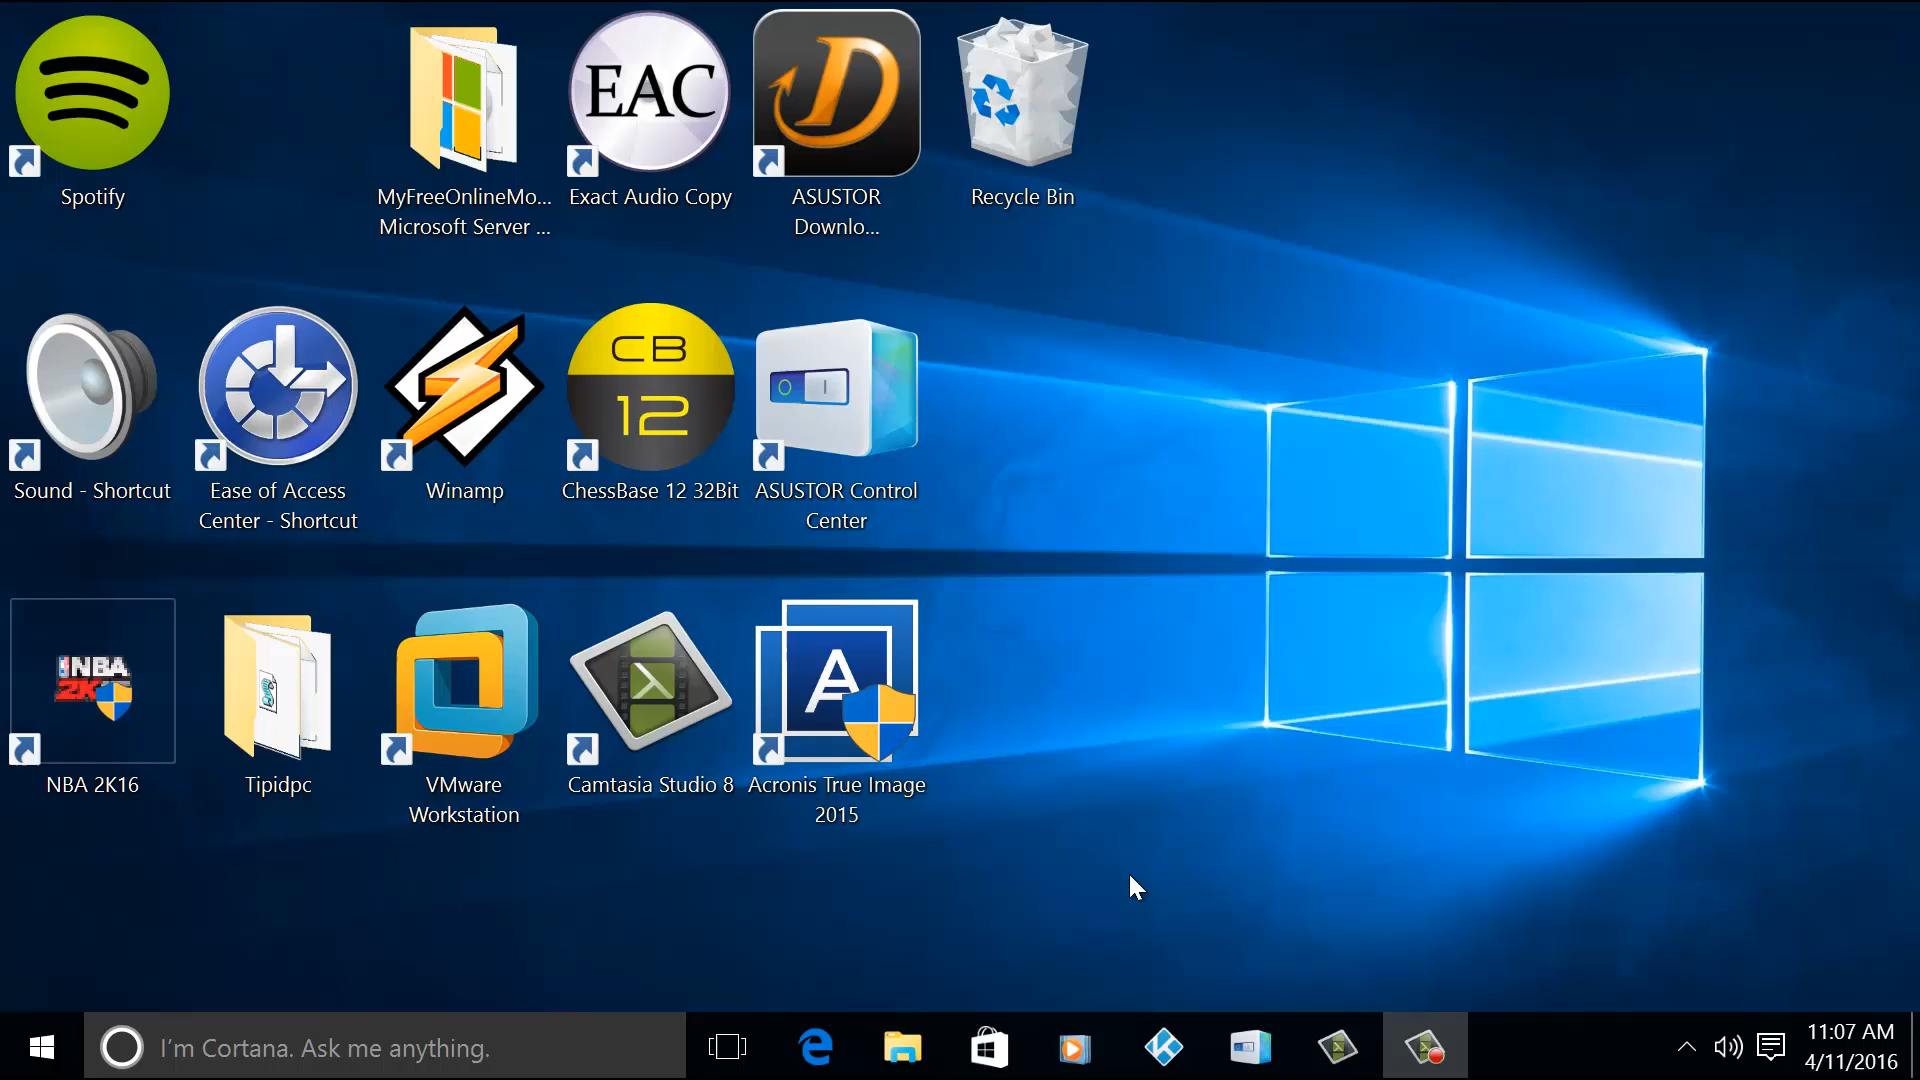 Spotify
MyFreeOnlineMo...
Microsoft Server ...
EAC
Exact Audio Copy
D
ASUSTOR
Downlo...
Recycle Bin
Sound - Shortcut
Ease of Access
Center - Shortcut
Winamp
CB
12
ChessBase 12 32Bit
ASUSTOR Control
Center
NBA
2K
NBA 2K16
Tipidpc
VMware
Workstation
Camtasia Studio 8
A
Acronis True Image
2015
I'm Cortana. Ask me anything.
11:07 AM
4/11/2016